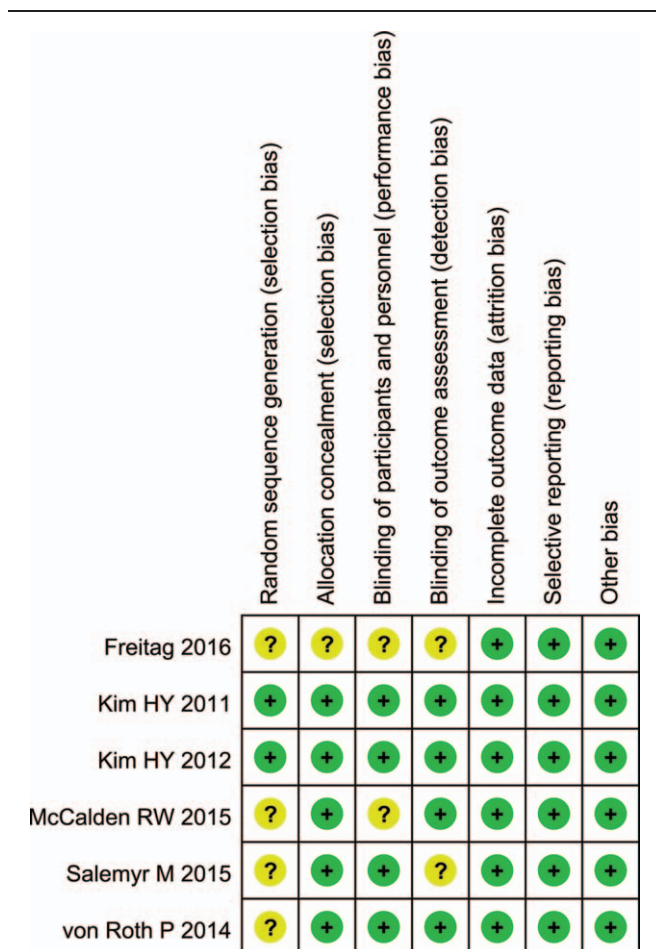 Random sequence generation (selection bias)
Allocation concealment (selection bias)
Blinding of participants and personnel (performance bias)
Blinding of outcome assessment (detection bias)
Incomplete outcome data (attrition bias)
Selective reporting (reporting bias)
Other bias
Freitag 2016 ? ? ? ? + + +
Kim HY 2011 + + + + + + +
Kim HY 2012 + + + + + + +
McCalden RW 2015 ? + ? + + + +
Salemyr M 2015 ? + + ? + + +
von Roth P 2014 ? + + + + + +